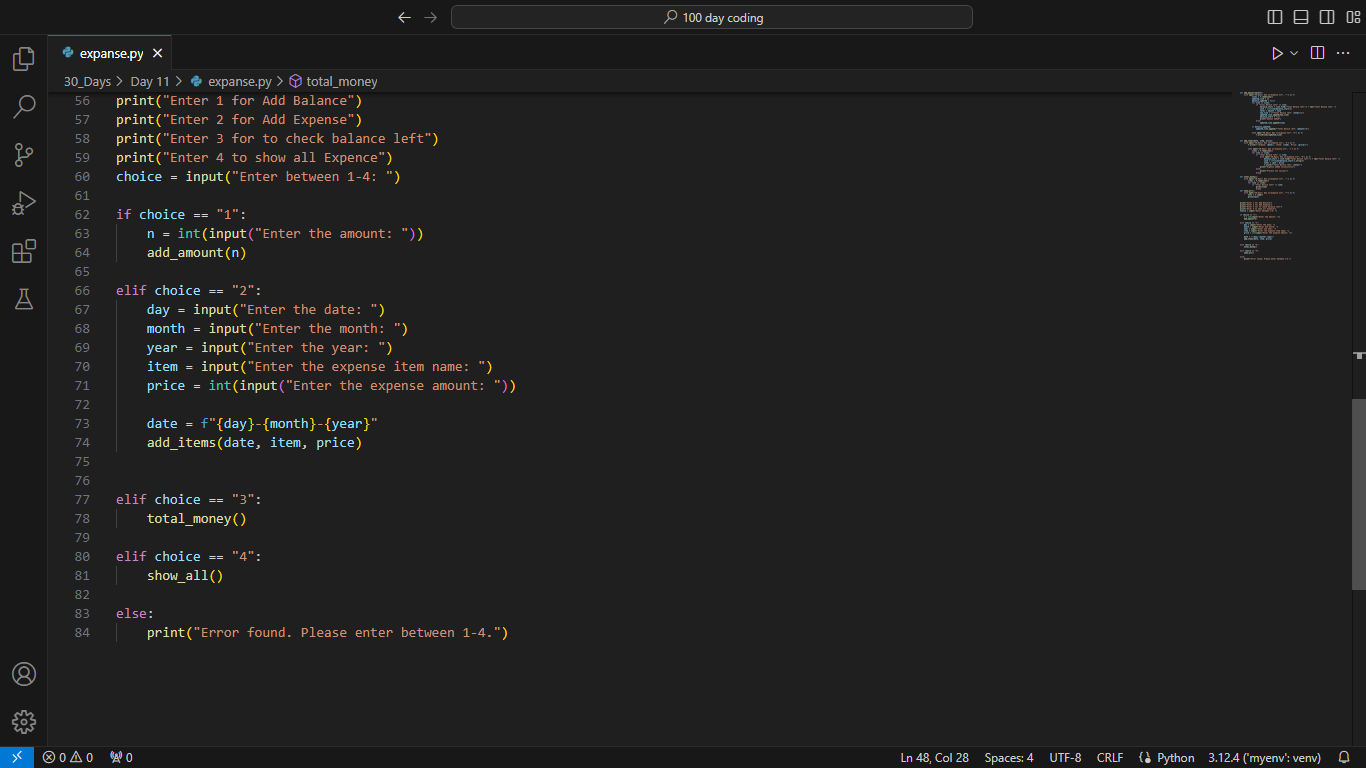 100 day coding
expanse.py
30_Days > Day 11 > expanse.py > total_money
56 print("Enter 1 for Add Balance")
57 print("Enter 2 for Add Expense")
58 print("Enter 3 for to check balance left")
59 print("Enter 4 to show all Expence")
60 choice = input("Enter between 1-4: ")
61
62 if choice == "1":
63     n = int(input("Enter the amount: "))
64     add_amount(n)
65
66 elif choice == "2":
67     day = input("Enter the date: ")
68     month = input("Enter the month: ")
69     year = input("Enter the year: ")
70     item = input("Enter the expense item name: ")
71     price = int(input("Enter the expense amount: "))
72
73     date = f"{day}-{month}-{year}"
74     add_items(date, item, price)
75
76
77 elif choice == "3":
78     total_money()
79
80 elif choice == "4":
81     show_all()
82
83 else:
84     print("Error found. Please enter between 1-4.")
0 0 0 Ln 48, Col 28 Spaces: 4 UTF-8 CRLF Python 3.12.4 ('myenv': venv)